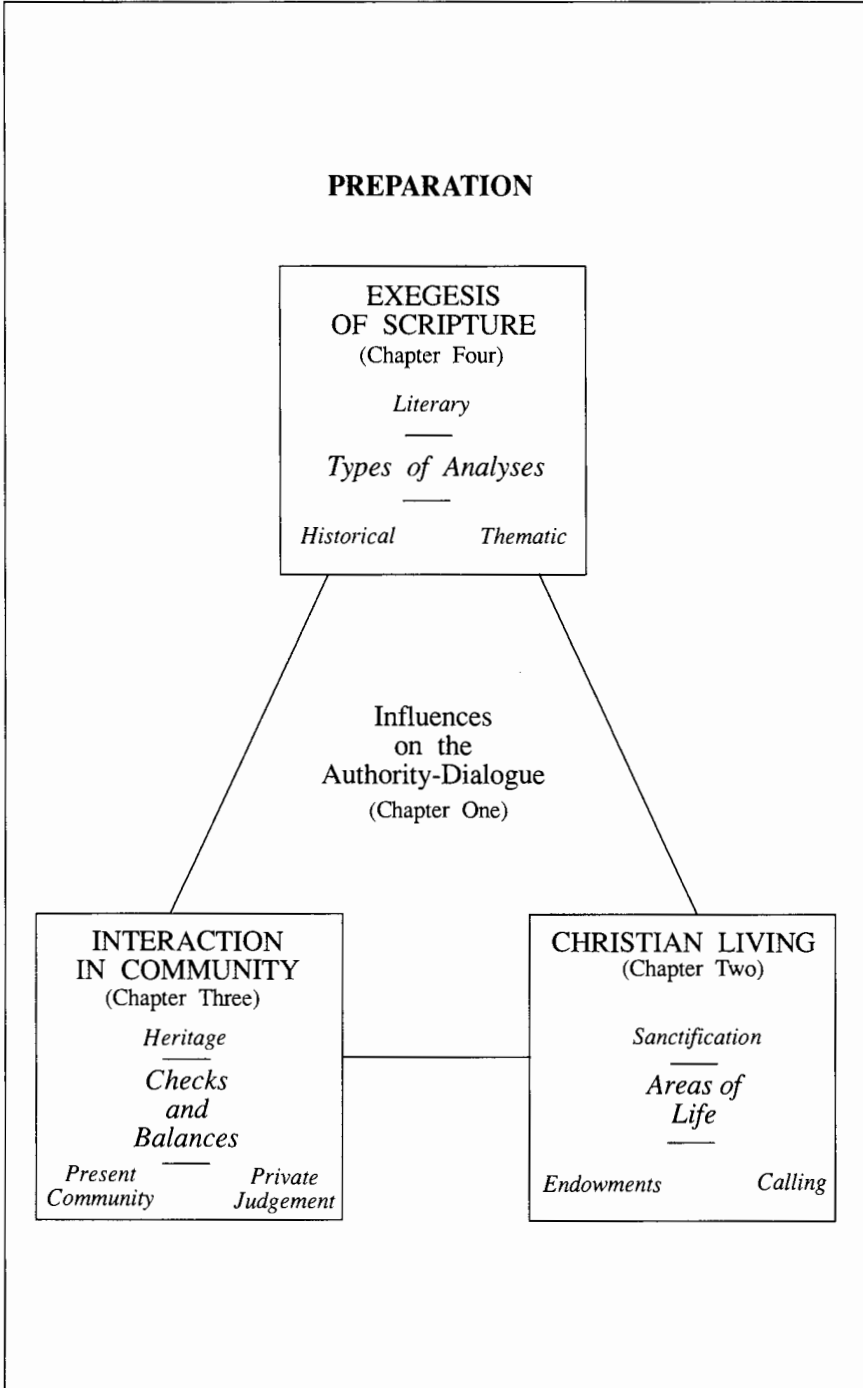 PREPARATION
EXEGESIS
OF SCRIPTURE
(Chapter Four)
Literary
Types of Analyses
Historical Thematic
Influences
on the
Authority-Dialogue
(Chapter One)
INTERACTION
IN COMMUNITY
(Chapter Three)
Heritage
Checks
and
Balances
Present
Community
Private
Judgement
CHRISTIAN LIVING
(Chapter Two)
Sanctification
Areas of
Life
Endowments Calling